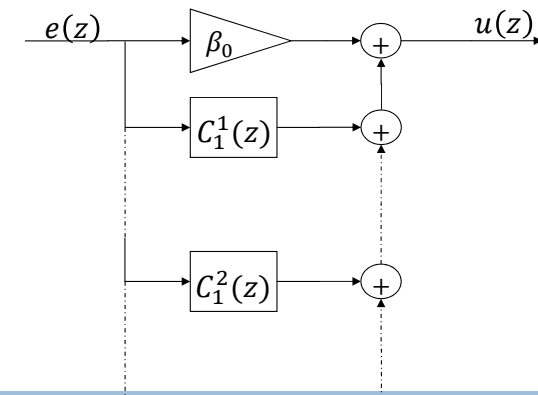 e(z) β₀ + u(z)
C₁¹(z) +
C₁²(z) +